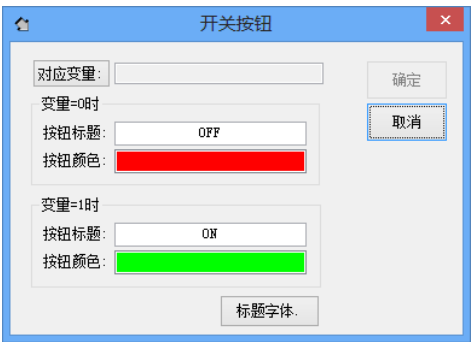 开关按钮
对应变量:
确定
变量=0时
取消
按钮标题: OFF
按钮颜色:
变量=1时
按钮标题: ON
按钮颜色:
标题字体.